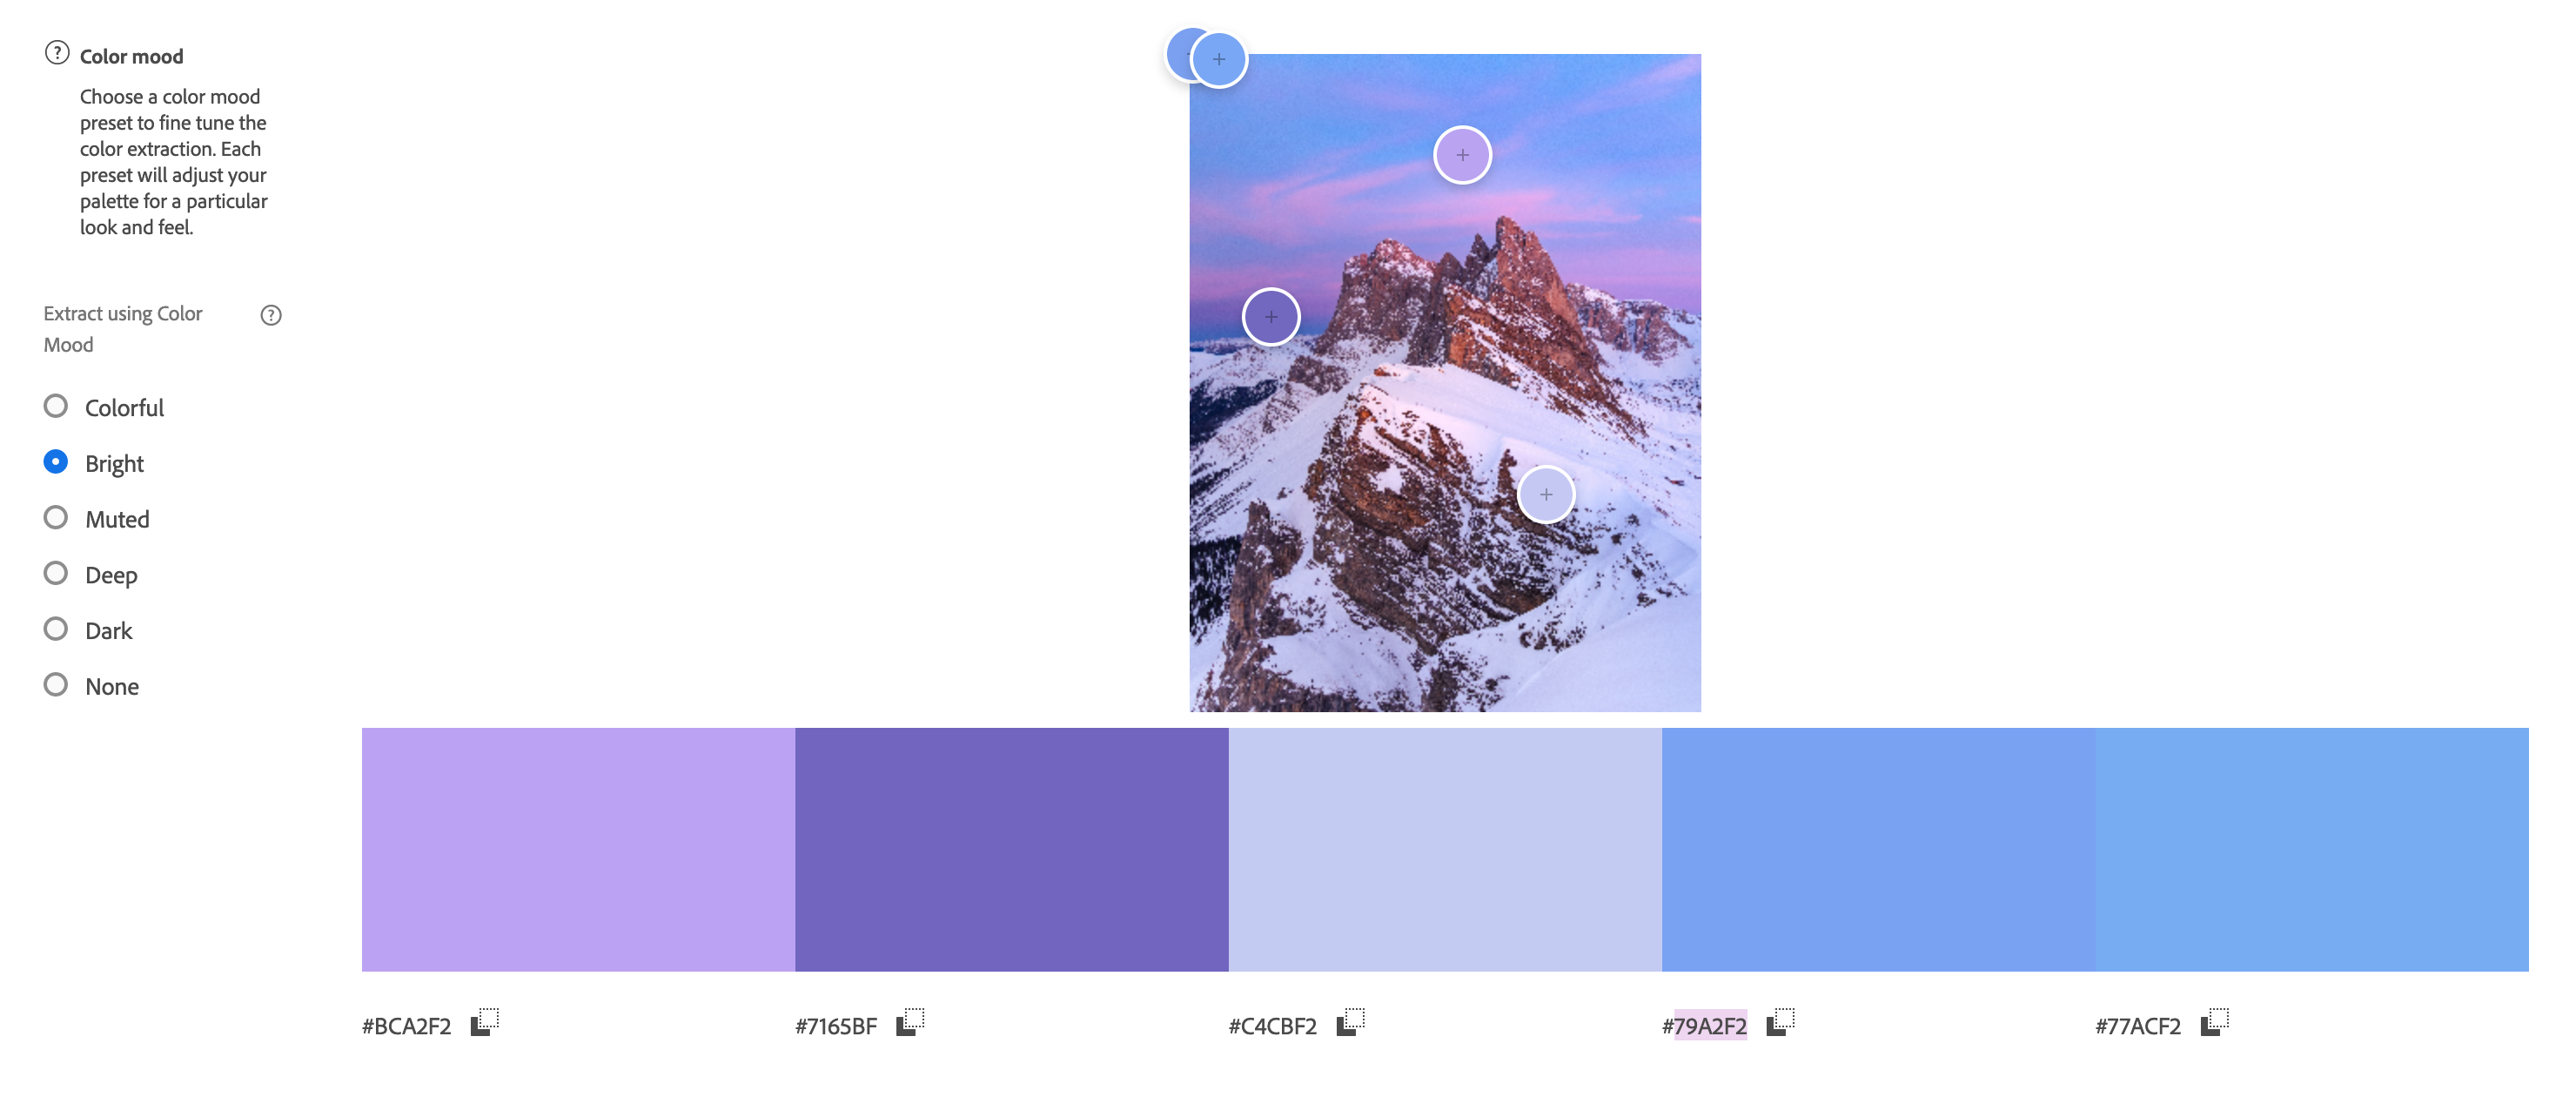 Color mood
Choose a color mood
preset to fine tune the
color extraction. Each
preset will adjust your
palette for a particular
look and feel.
Extract using Color
Mood
Colorful
Bright
Muted
Deep
Dark
None
#BCA2F2
#7165BF
#C4CBF2
#79A2F2
#77ACF2